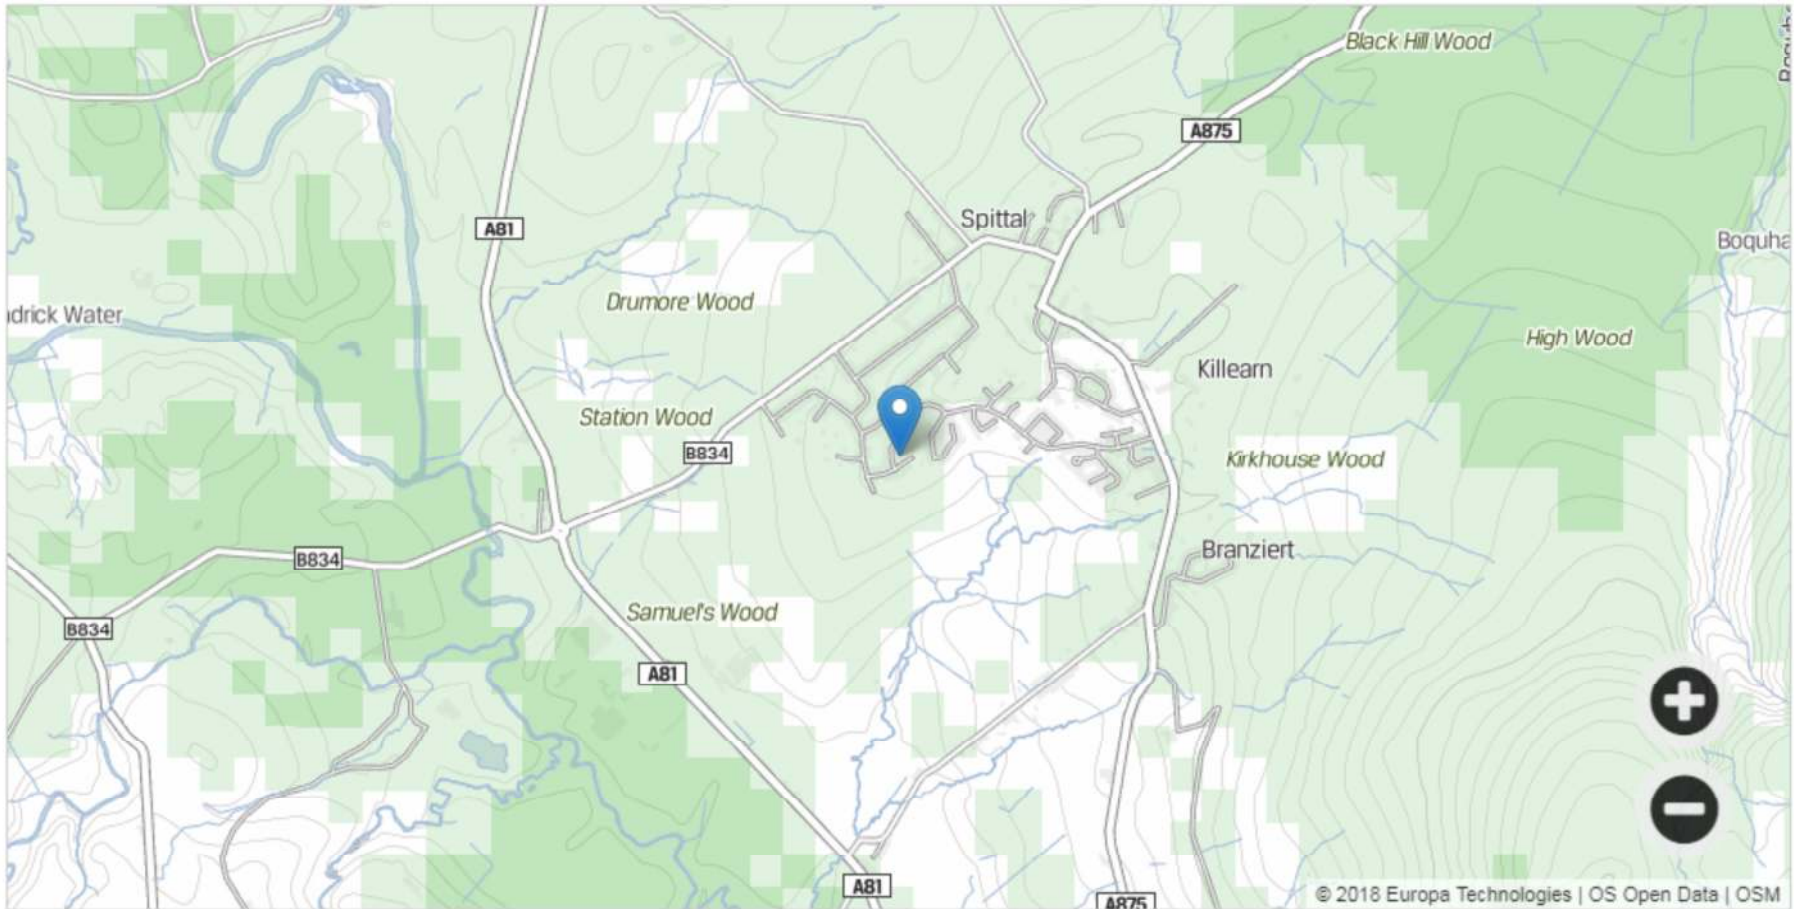 Black Hill Wood
A875
Spittal
A81
Boquha
Drumore Wood
adrick Water
High Wood
Killearn
Station Wood
B834
Kirkhouse Wood
Branziert
B834
Samuel's Wood
B834
A81
A81
A875
© 2018 Europa Technologies | OS Open Data | OSM